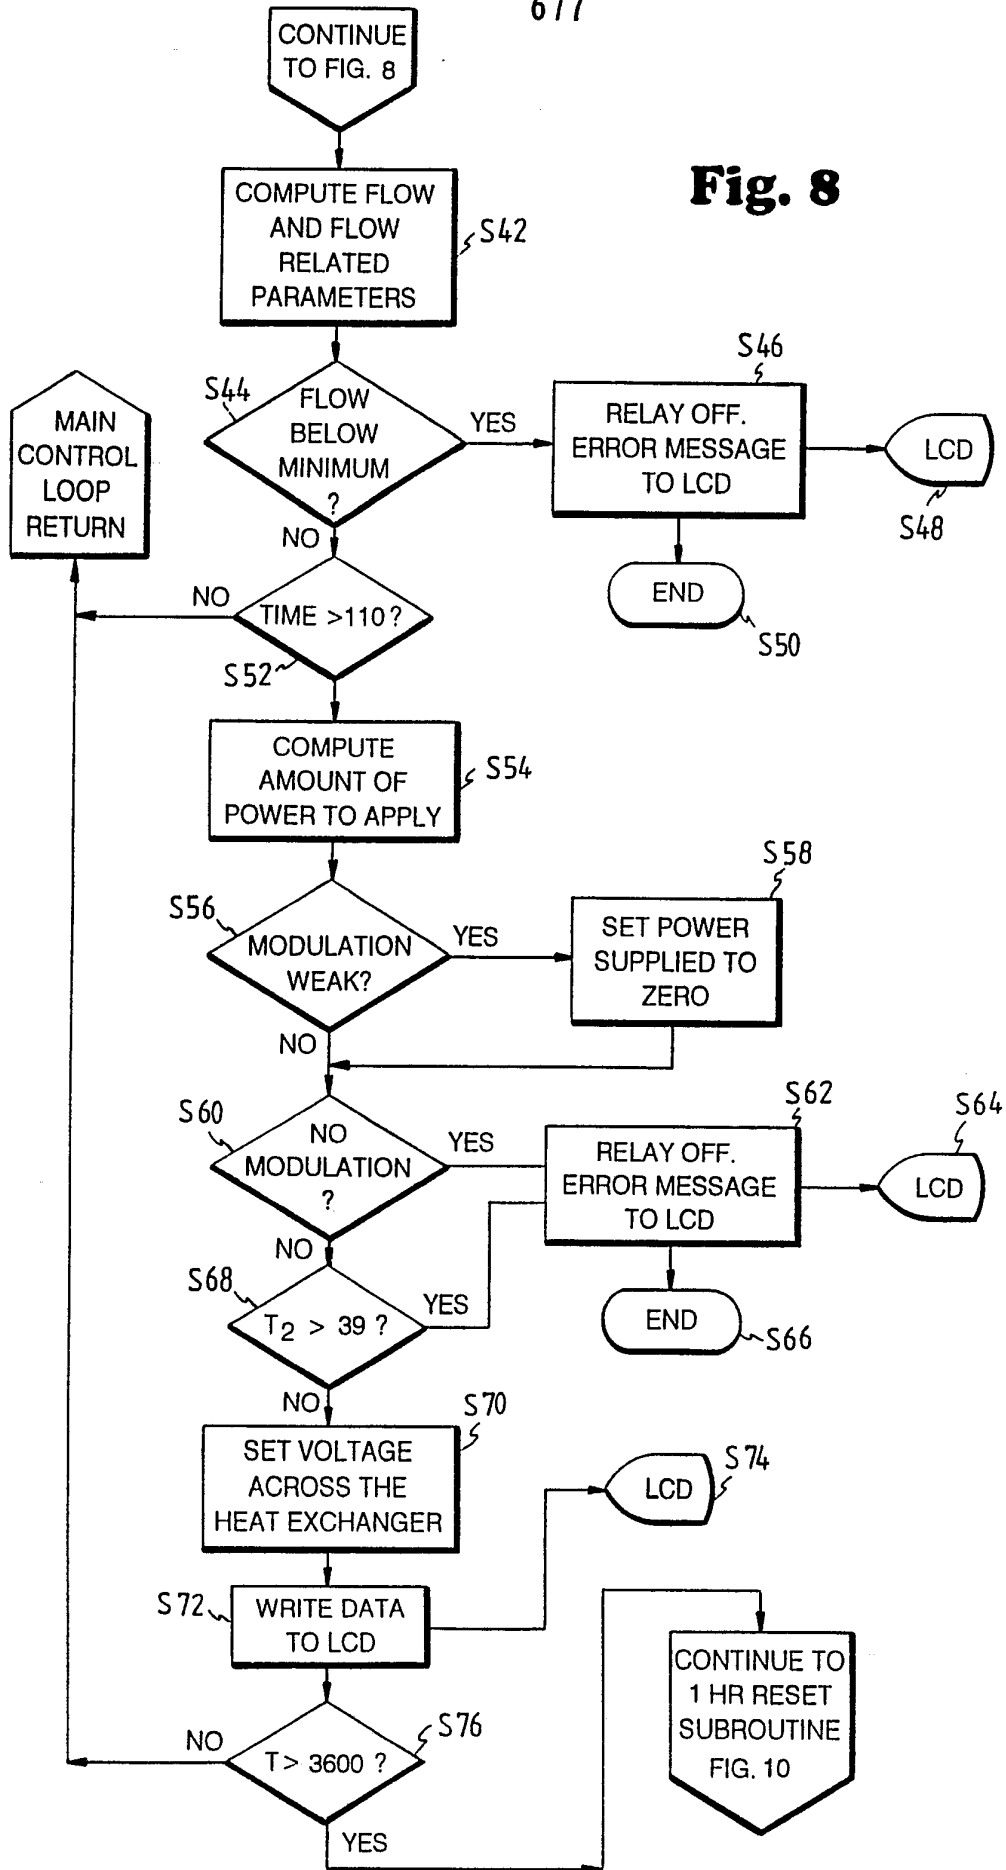 677
CONTINUE
TO FIG. 8
Fig. 8
COMPUTE FLOW
AND FLOW
RELATED
PARAMETERS
S42
S44
FLOW
BELOW
MINIMUM
?
YES
NO
S46
RELAY OFF.
ERROR MESSAGE
TO LCD
LCD
S48
END
S50
MAIN
CONTROL
LOOP
RETURN
NO
TIME >110?
S52
COMPUTE
AMOUNT OF
POWER TO APPLY
S54
S56
MODULATION
WEAK?
YES
NO
S58
SET POWER
SUPPLIED TO
ZERO
S60
NO
MODULATION
?
YES
NO
S62
RELAY OFF.
ERROR MESSAGE
TO LCD
S64
LCD
END
S66
S68
T2 > 39 ?
YES
NO
S70
SET VOLTAGE
ACROSS THE
HEAT EXCHANGER
S72
WRITE DATA
TO LCD
LCD
S74
T> 3600 ?
S76
NO
YES
CONTINUE TO
1 HR RESET
SUBROUTINE
FIG. 10